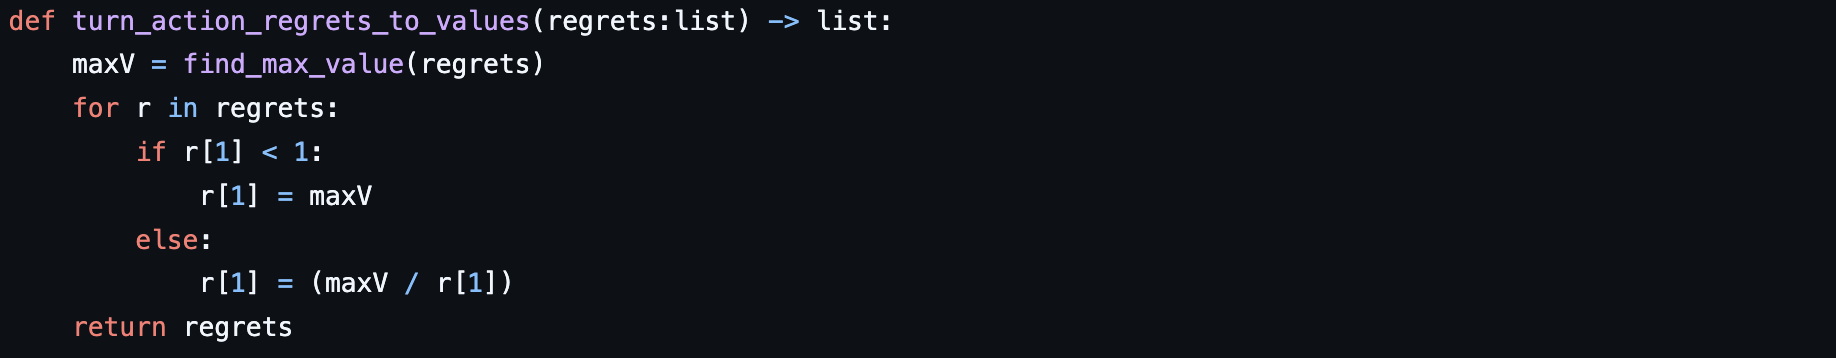 def turn_action_regrets_to_values(regrets:list) -> list:
    maxV = find_max_value(regrets)
    for r in regrets:
        if r[1] < 1:
            r[1] = maxV
        else:
            r[1] = (maxV / r[1])
    return regrets